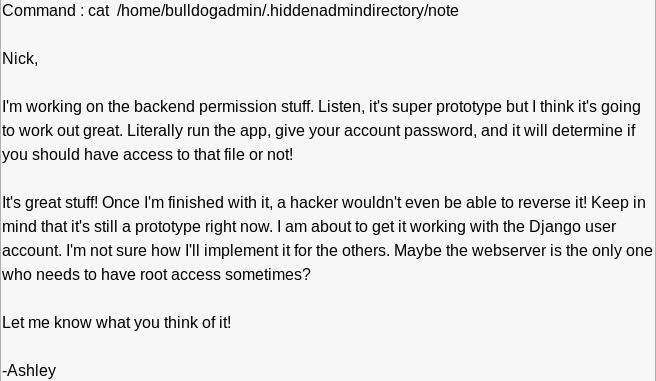 Command : cat  /home/bulldogadmin/.hiddenadmindirectory/note
Nick,
I'm working on the backend permission stuff. Listen, it's super prototype but I think it's going
to work out great. Literally run the app, give your account password, and it will determine if
you should have access to that file or not!
It's great stuff! Once I'm finished with it, a hacker wouldn't even be able to reverse it! Keep in
mind that it's still a prototype right now. I am about to get it working with the Django user
account. I'm not sure how I'll implement it for the others. Maybe the webserver is the only one
who needs to have root access sometimes?
Let me know what you think of it!
-Ashley